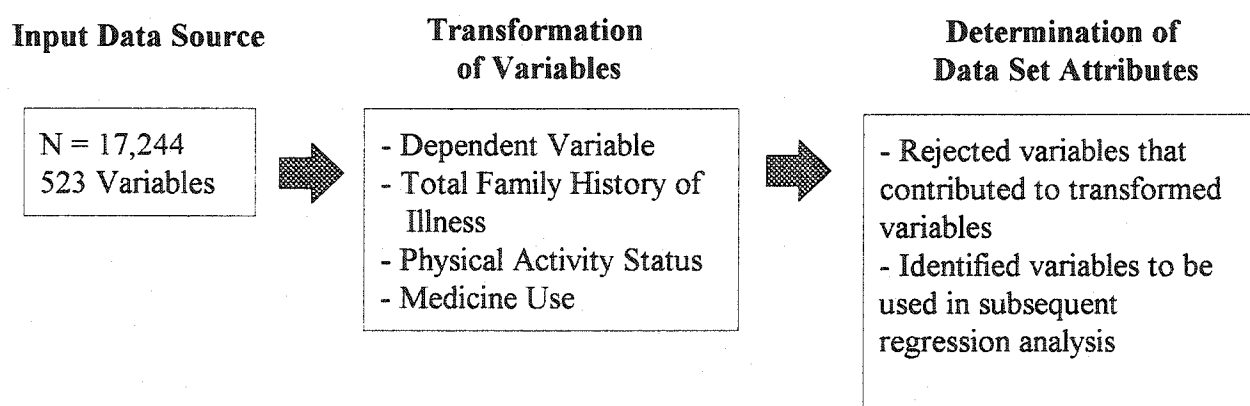 Input Data Source
N = 17,244
523 Variables
Transformation
of Variables
- Dependent Variable
- Total Family History of
Illness
- Physical Activity Status
- Medicine Use
Determination of
Data Set Attributes
- Rejected variables that
contributed to transformed
variables
- Identified variables to be
used in subsequent
regression analysis